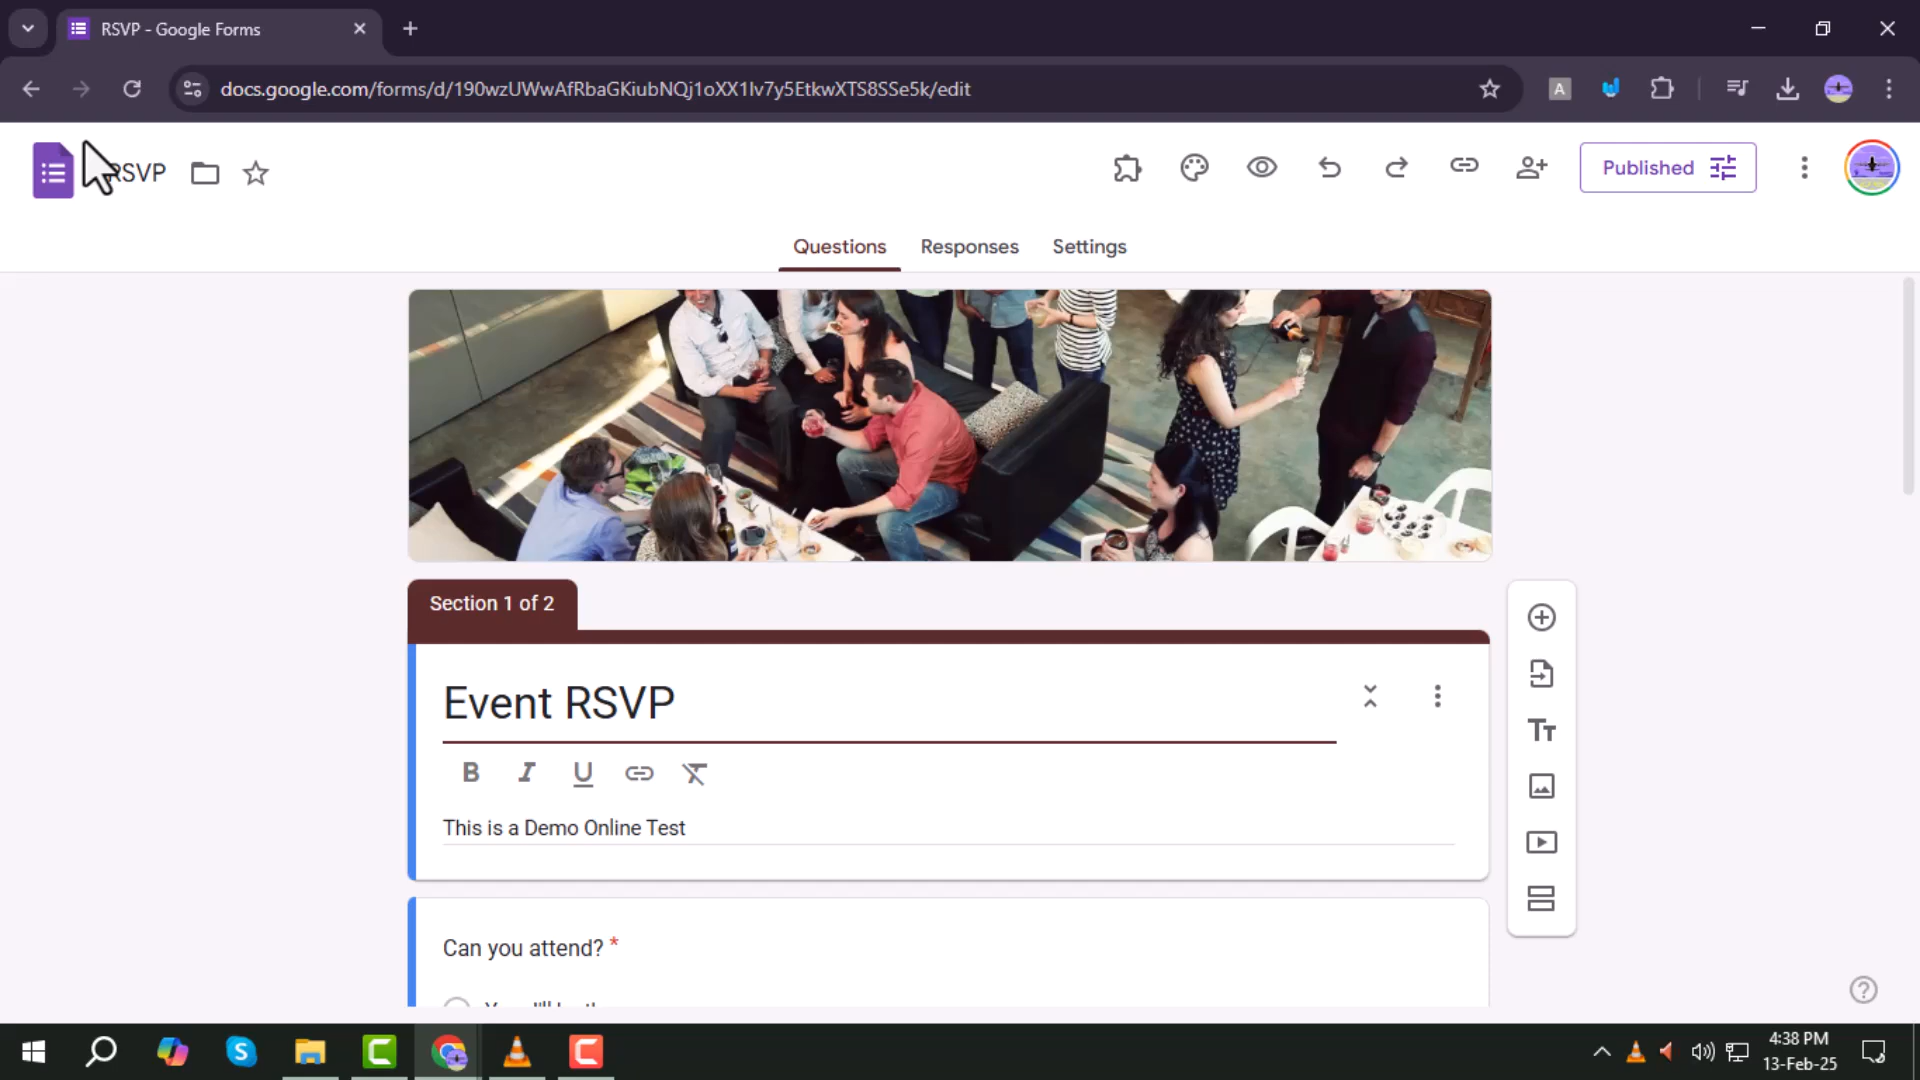 RSVP - Google Forms
docs.google.com/forms/d/190wzUWwAfRbaGKiubNQj1oXX1Iv7y5EtkwXTS8SSe5k/edit
A
RSVP
Published
Questions
Responses
Settings
Section 1 of 2
Event RSVP
B I U
This is a Demo Online Test
Can you attend? *
4:38 PM
13-Feb-25